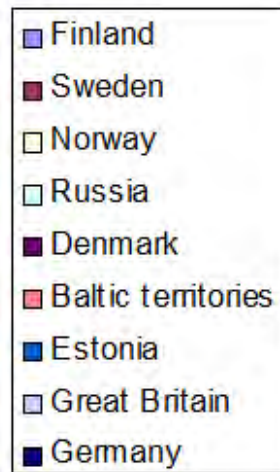 Finland
Sweden
Norway
Russia
Denmark
Baltic territories
Estonia
Great Britain
Germany